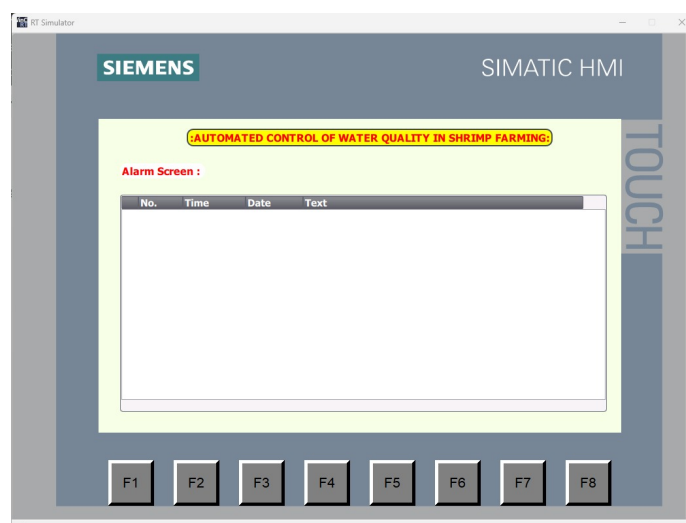 RT Simulator
SIEMENS
SIMATIC HMI
TOUCH
:AUTOMATED CONTROL OF WATER QUALITY IN SHRIMP FARMING:
Alarm Screen :
No. Time Date Text
F1 F2 F3 F4 F5 F6 F7 F8